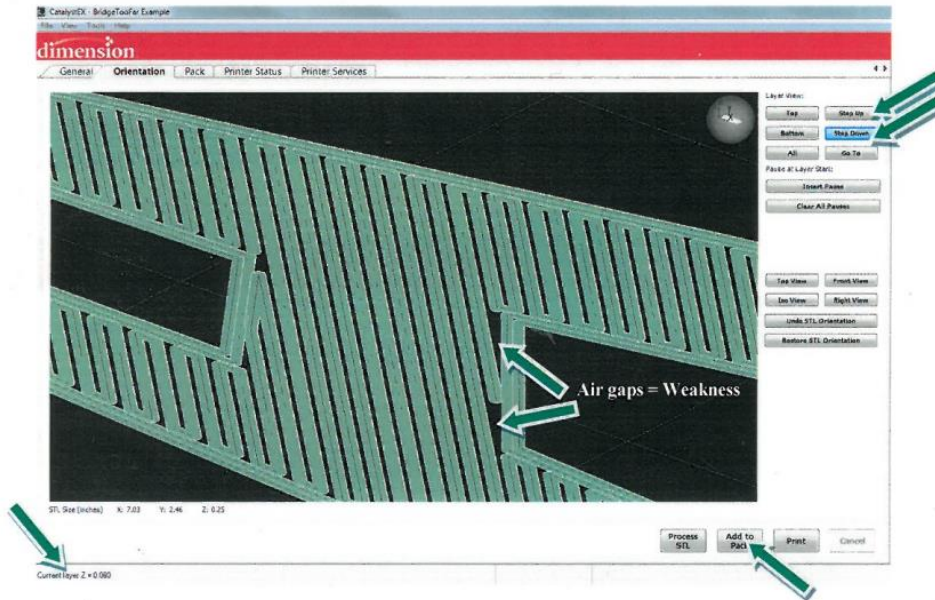 CatalystEX - BridgeTooFar Example
File View Tools Help
dimension
General Orientation Pack Printer Status Printer Services
Layer View:
Top Step Up
Bottom Step Down
All Go To
Pause at Layer Start:
Insert Pause
Clear All Pauses
Top View Front View
Iso View Right View
Undo STL Orientation
Restore STL Orientation
Air gaps = Weakness
STL Size (inches) X: 7.03 Y: 2.46 Z: 0.25
Process STL Add to Pack Print Cancel
Current layer Z = 0.080